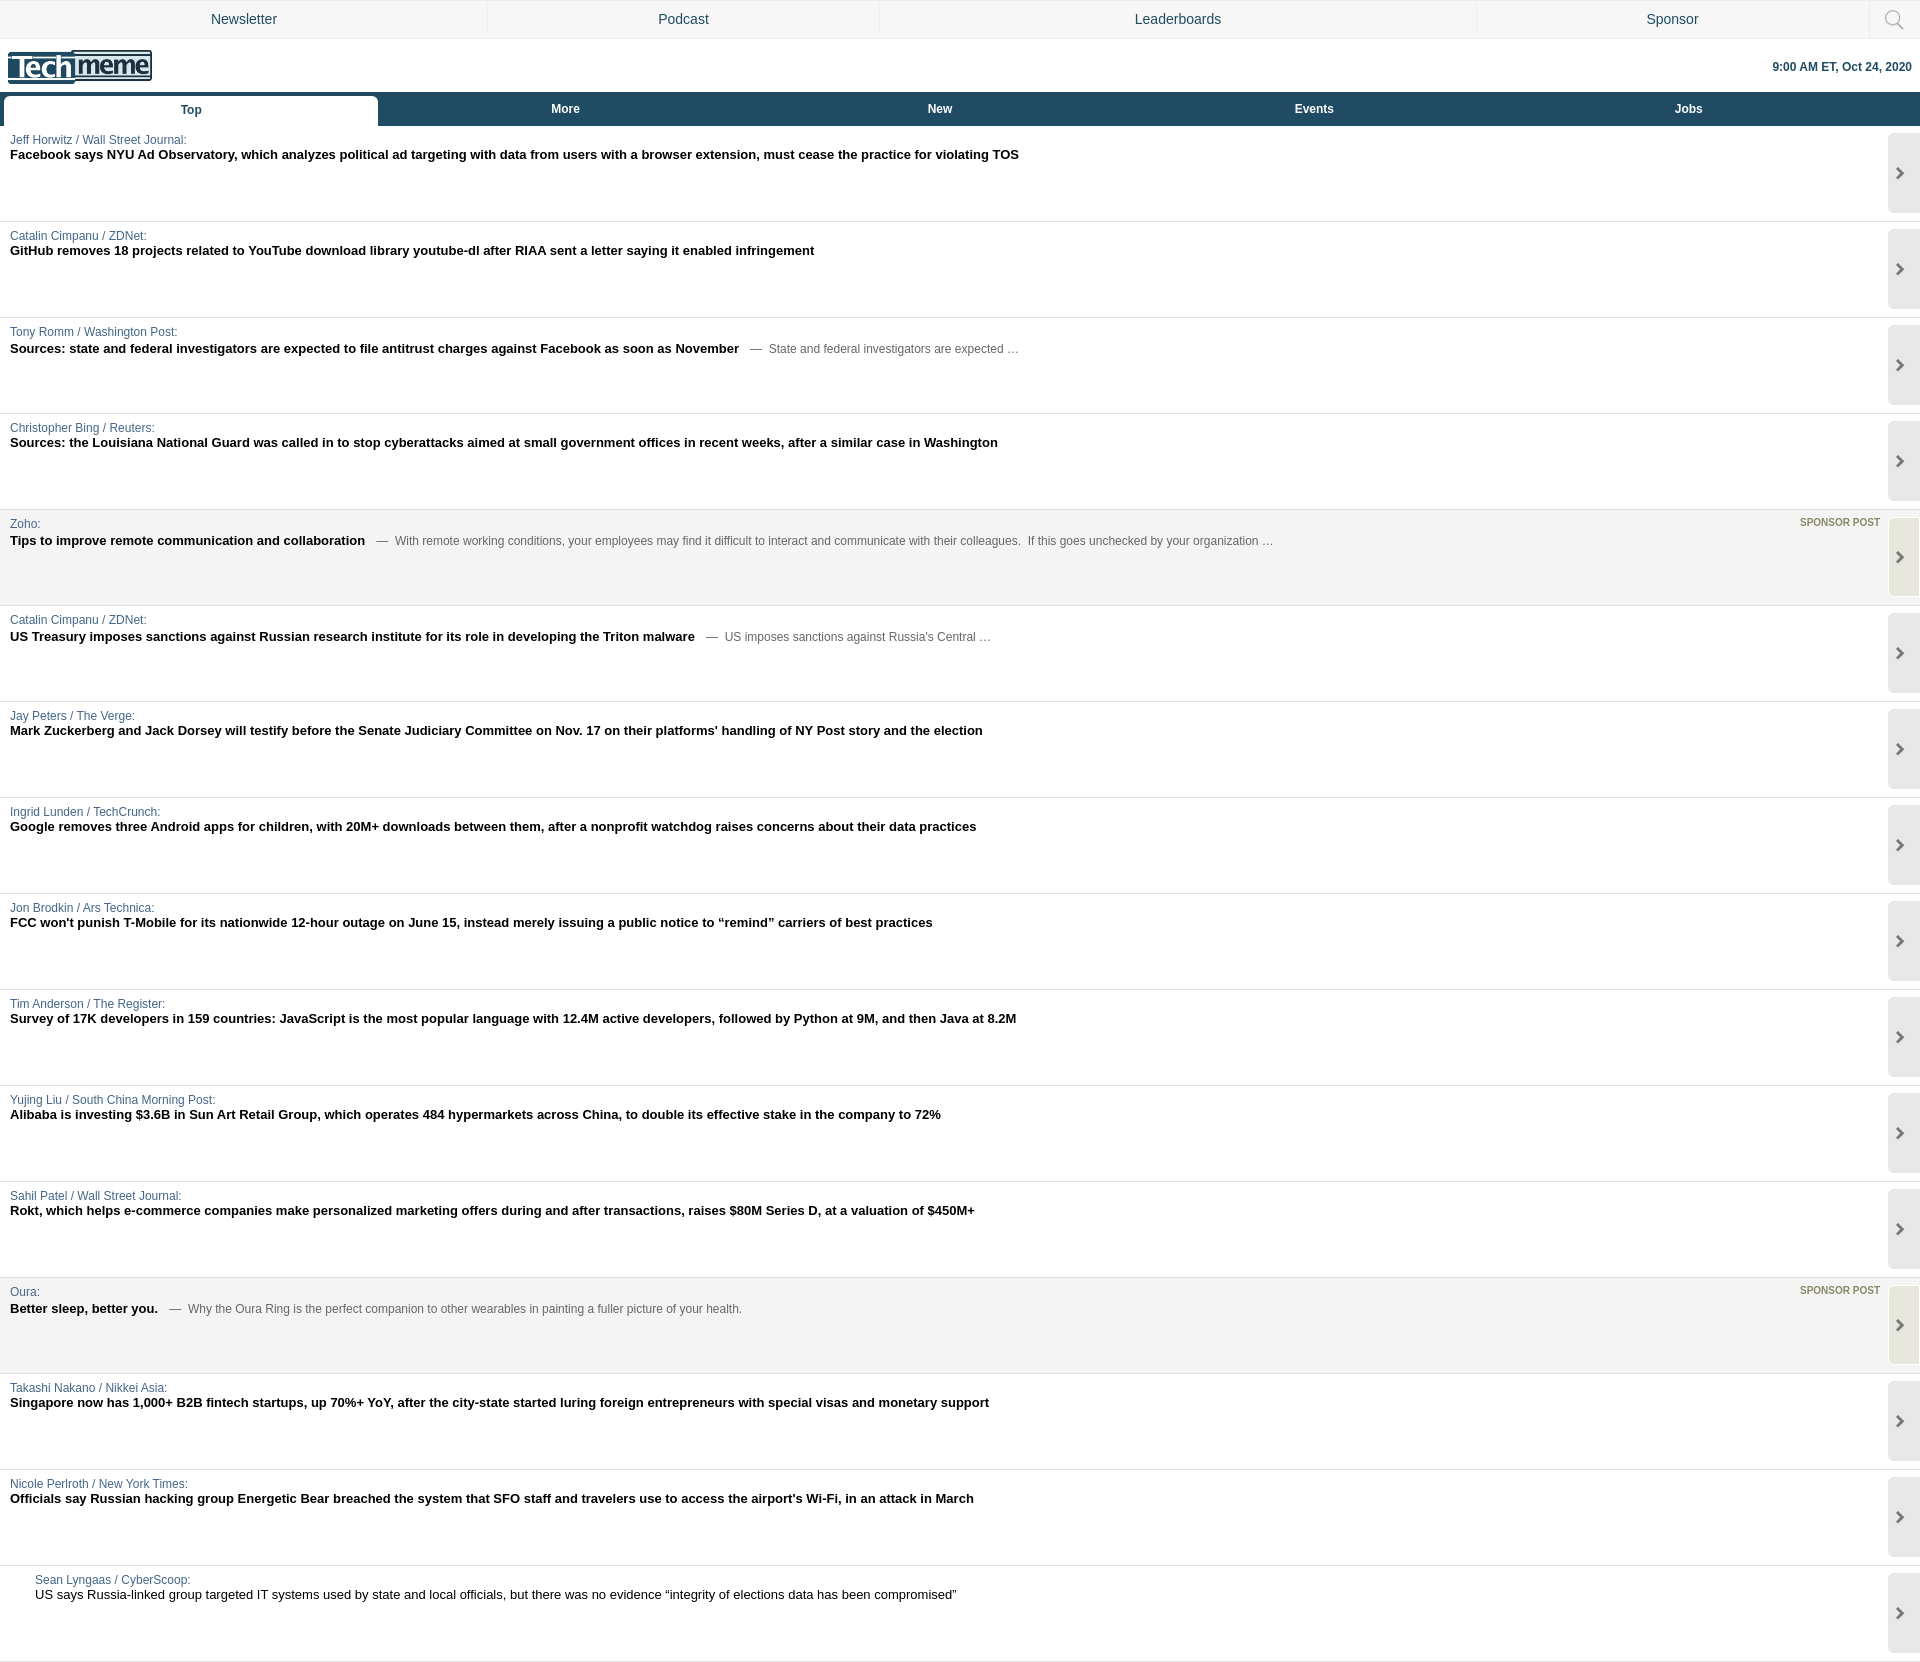 Newsletter Podcast Leaderboards Sponsor
Techmeme 9:00 AM ET, Oct 24, 2020
Top More New Events Jobs
Jeff Horwitz / Wall Street Journal:
Facebook says NYU Ad Observatory, which analyzes political ad targeting with data from users with a browser extension, must cease the practice for violating TOS
Catalin Cimpanu / ZDNet:
GitHub removes 18 projects related to YouTube download library youtube-dl after RIAA sent a letter saying it enabled infringement
Tony Romm / Washington Post:
Sources: state and federal investigators are expected to file antitrust charges against Facebook as soon as November — State and federal investigators are expected …
Christopher Bing / Reuters:
Sources: the Louisiana National Guard was called in to stop cyberattacks aimed at small government offices in recent weeks, after a similar case in Washington
Zoho: SPONSOR POST
Tips to improve remote communication and collaboration — With remote working conditions, your employees may find it difficult to interact and communicate with their colleagues. If this goes unchecked by your organization …
Catalin Cimpanu / ZDNet:
US Treasury imposes sanctions against Russian research institute for its role in developing the Triton malware — US imposes sanctions against Russia's Central …
Jay Peters / The Verge:
Mark Zuckerberg and Jack Dorsey will testify before the Senate Judiciary Committee on Nov. 17 on their platforms' handling of NY Post story and the election
Ingrid Lunden / TechCrunch:
Google removes three Android apps for children, with 20M+ downloads between them, after a nonprofit watchdog raises concerns about their data practices
Jon Brodkin / Ars Technica:
FCC won't punish T-Mobile for its nationwide 12-hour outage on June 15, instead merely issuing a public notice to “remind” carriers of best practices
Tim Anderson / The Register:
Survey of 17K developers in 159 countries: JavaScript is the most popular language with 12.4M active developers, followed by Python at 9M, and then Java at 8.2M
Yujing Liu / South China Morning Post:
Alibaba is investing $3.6B in Sun Art Retail Group, which operates 484 hypermarkets across China, to double its effective stake in the company to 72%
Sahil Patel / Wall Street Journal:
Rokt, which helps e-commerce companies make personalized marketing offers during and after transactions, raises $80M Series D, at a valuation of $450M+
Oura: SPONSOR POST
Better sleep, better you. — Why the Oura Ring is the perfect companion to other wearables in painting a fuller picture of your health.
Takashi Nakano / Nikkei Asia:
Singapore now has 1,000+ B2B fintech startups, up 70%+ YoY, after the city-state started luring foreign entrepreneurs with special visas and monetary support
Nicole Perlroth / New York Times:
Officials say Russian hacking group Energetic Bear breached the system that SFO staff and travelers use to access the airport's Wi-Fi, in an attack in March
Sean Lyngaas / CyberScoop:
US says Russia-linked group targeted IT systems used by state and local officials, but there was no evidence “integrity of elections data has been compromised”